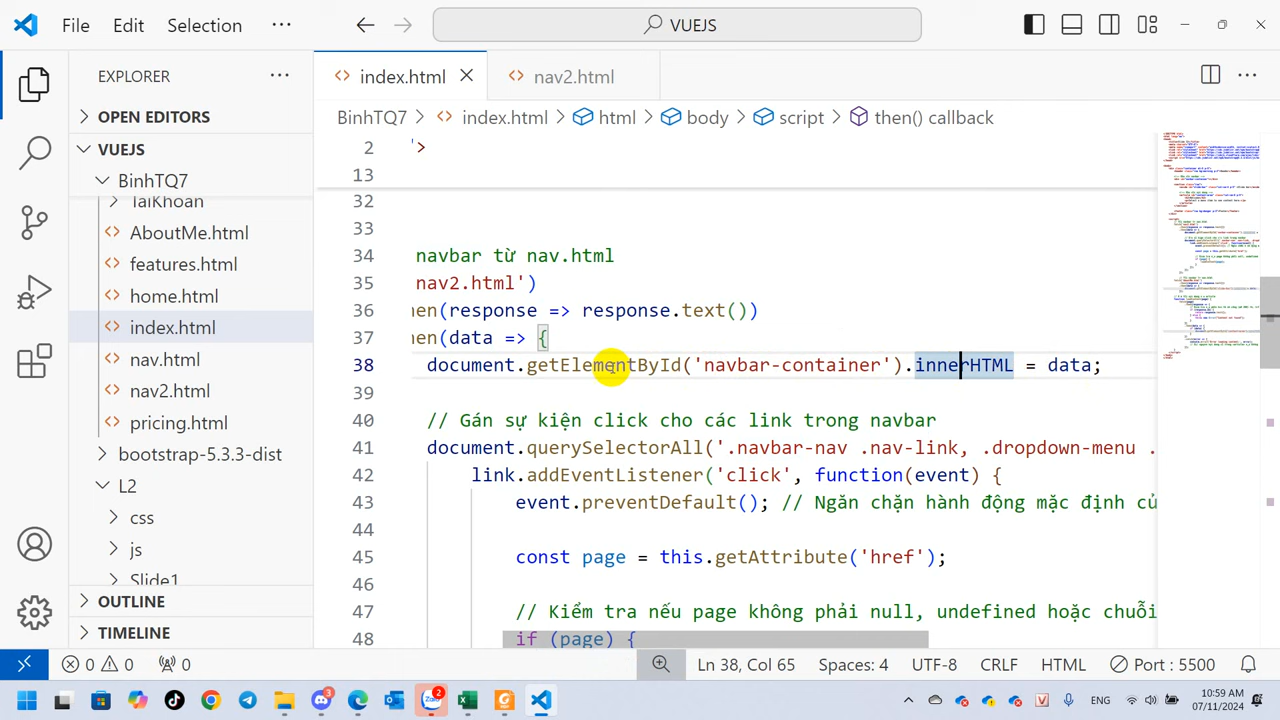 File Edit Selection ··· VUEJS
EXPLORER ···
index.html
nav2.html
OPEN EDITORS
VUEJS
BinhTQ7
TaiKhoan
AboutMe.html
features.html
home.html
index.html
nav.html
nav2.html
pricing.html
bootstrap-5.3.3-dist
L2
css
js
Slide1
OUTLINE
TIMELINE
BinhTQ7 > index.html > html > body > script > then() callback
2 '>
13
32
33
34 navbar từ nav.html
35 nav2.html')
36 hen(response => response.text())
37 hen(data => {
38 document.getElementById('navbar-container').innerHTML = data;
39
40 // Gán sự kiện click cho các link trong navbar
41 document.querySelectorAll('.navbar-nav .nav-link, .dropdown-menu .
42 link.addEventListener('click', function(event) {
43 event.preventDefault(); // Ngăn chặn hành động mặc định củ
44
45 const page = this.getAttribute('href');
46
47 // Kiểm tra nếu page không phải null, undefined hoặc chuỗi
48 if (page) {
0 0 0 Ln 38, Col 65 Spaces: 4 UTF-8 CRLF HTML Port : 5500
3 Zalo 2 ENG 10:59 AM
07/11/2024